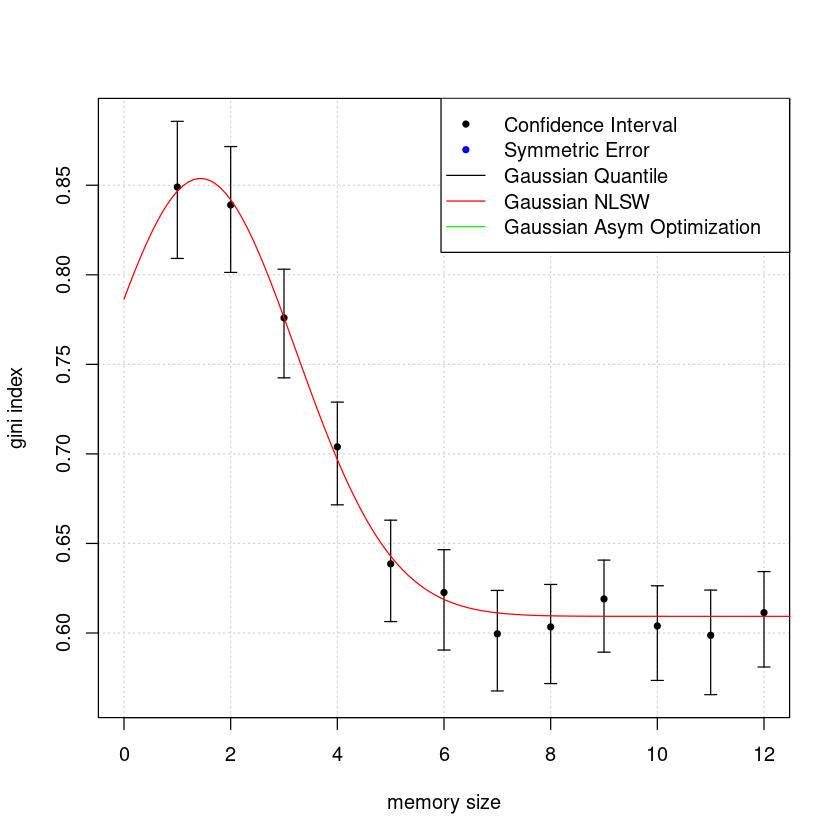 Confidence Interval
Symmetric Error
Gaussian Quantile
Gaussian NLSW
Gaussian Asym Optimization
gini index
0.85
0.80
0.75
0.70
0.65
0.60
0 2 4 6 8 10 12
memory size